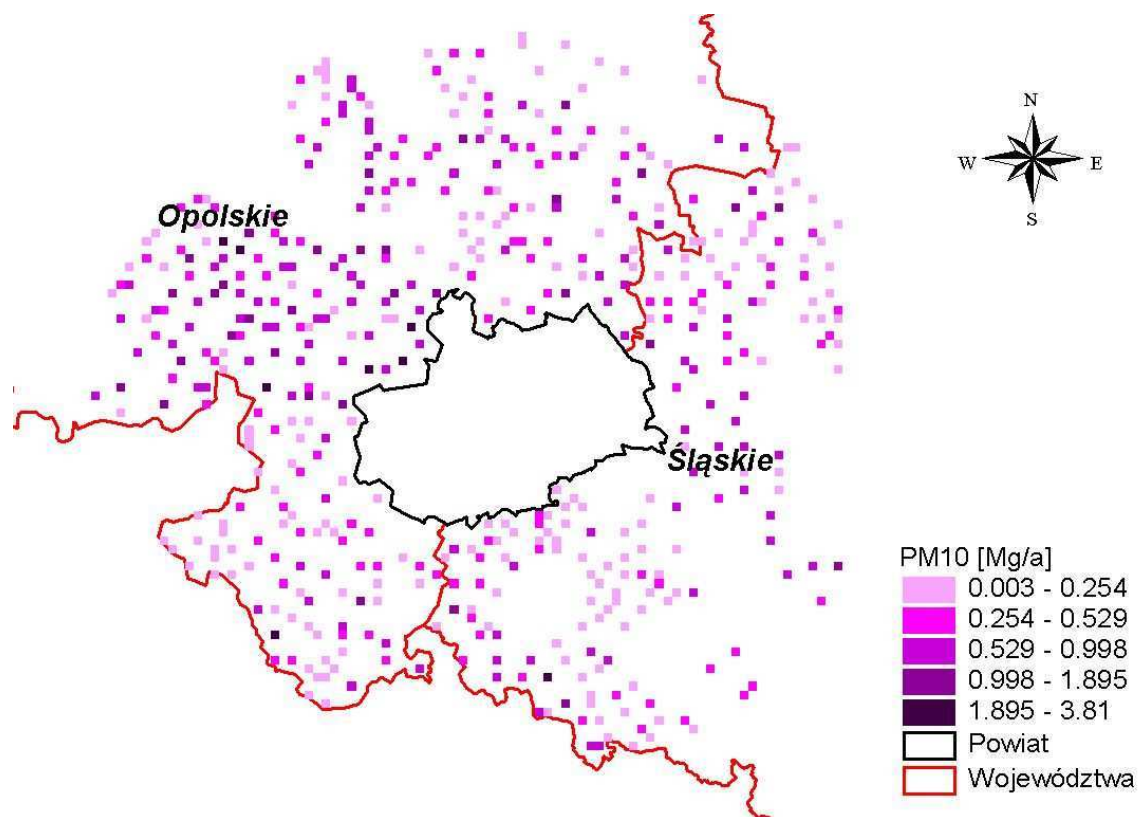 N
W E
S
Opolskie
Śląskie
PM10 [Mg/a]
0.003 - 0.254
0.254 - 0.529
0.529 - 0.998
0.998 - 1.895
1.895 - 3.81
Powiat
Województwa